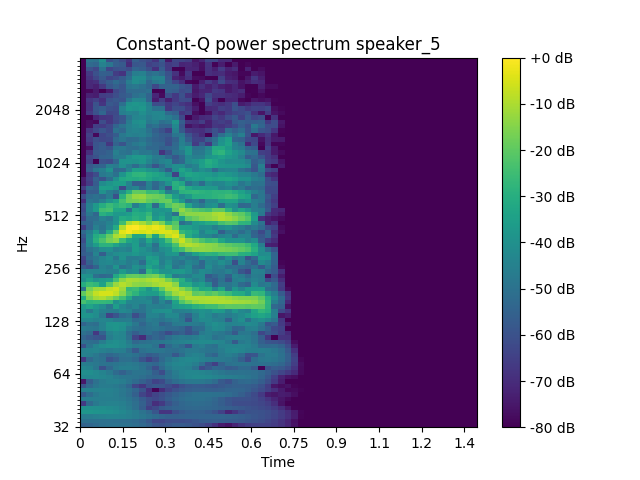 Constant-Q power spectrum speaker_5
+0 dB
-10 dB
-20 dB
-30 dB
-40 dB
-50 dB
-60 dB
-70 dB
-80 dB
Hz
2048
1024
512
256
128
64
32
0 0.15 0.3 0.45 0.6 0.75 0.9 1.1 1.2 1.4
Time